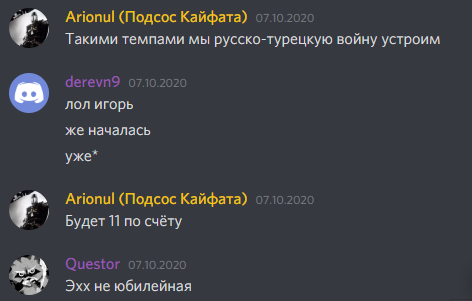 Arionul (Подсос Кайфата) 07.10.2020
Такими темпами мы русско-турецкую войну устроим
derevn9 07.10.2020
лол игорь
же началась
уже*
Arionul (Подсос Кайфата) 07.10.2020
Будет 11 по счёту
Questor 07.10.2020
Эхх не юбилейная